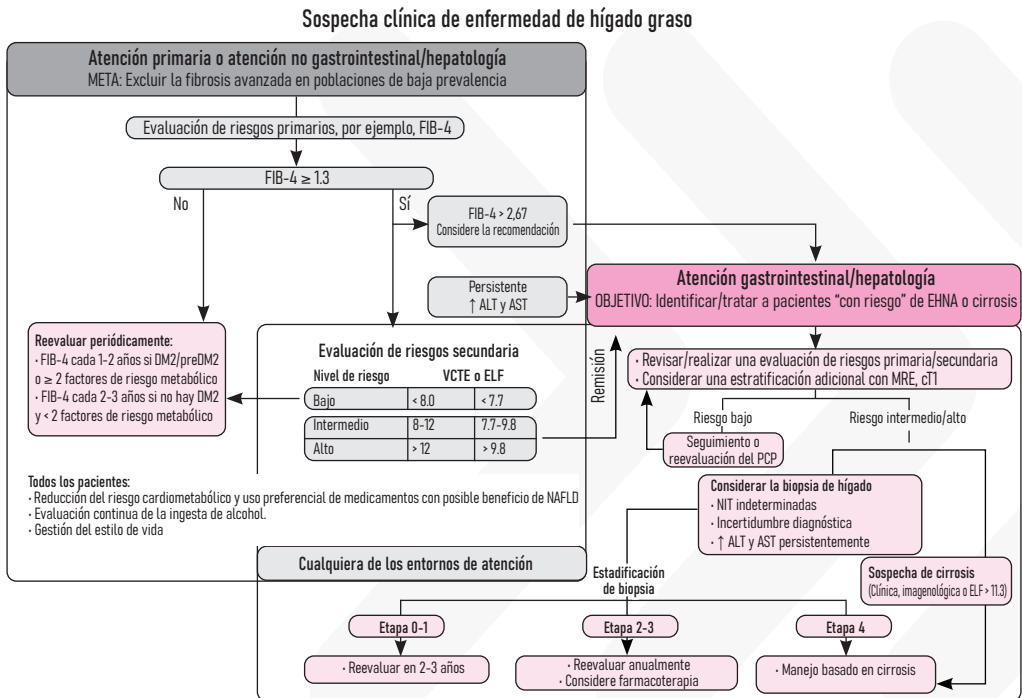 Sospecha clínica de enfermedad de hígado graso
Atención primaria o atención no gastrointestinal/hepatología
META: Excluir la fibrosis avanzada en poblaciones de baja prevalencia
Evaluación de riesgos primarios, por ejemplo, FIB-4
FIB-4 ≥ 1.3
No
Sí
FIB-4 > 2,67
Considere la recomendación
Persistente
↑ ALT y AST
Atención gastrointestinal/hepatología
OBJETIVO: Identificar/tratar a pacientes “con riesgo” de EHNA o cirrosis
Reevaluar periódicamente:
· FIB-4 cada 1-2 años si DM2/preDM2
o ≥ 2 factores de riesgo metabólico
· FIB-4 cada 2-3 años si no hay DM2
y < 2 factores de riesgo metabólico
Evaluación de riesgos secundaria
Nivel de riesgo VCTE o ELF
Bajo < 8.0 < 7.7
Intermedio 8-12 7.7-9.8
Alto > 12 > 9.8
Remisión
· Revisar/realizar una evaluación de riesgos primaria/secundaria
· Considerar una estratificación adicional con MRE, cT1
Riesgo bajo
Riesgo intermedio/alto
Seguimiento o
reevaluación del PCP
Todos los pacientes:
· Reducción del riesgo cardiometabólico y uso preferencial de medicamentos con posible beneficio de NAFLD
· Evaluación continua de la ingesta de alcohol.
· Gestión del estilo de vida
Considerar la biopsia de hígado
· NIT indeterminadas
· Incertidumbre diagnóstica
· ↑ ALT y AST persistentemente
Cualquiera de los entornos de atención
Estadificación
de biopsia
Sospecha de cirrosis
(Clínica, imagenológica o ELF > 11.3)
Etapa 0-1
Etapa 2-3
Etapa 4
· Reevaluar en 2-3 años
· Reevaluar anualmente
· Considere farmacoterapia
· Manejo basado en cirrosis